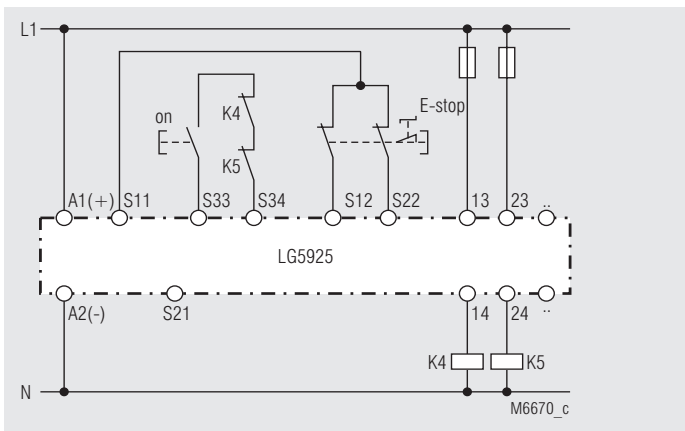 L1
E-stop
on
K4
K5
A1(+) S11 S33 S34 S12 S22 13 23 ..
LG5925
A2(-) S21 14 24 ..
K4 K5
N
M6670_c